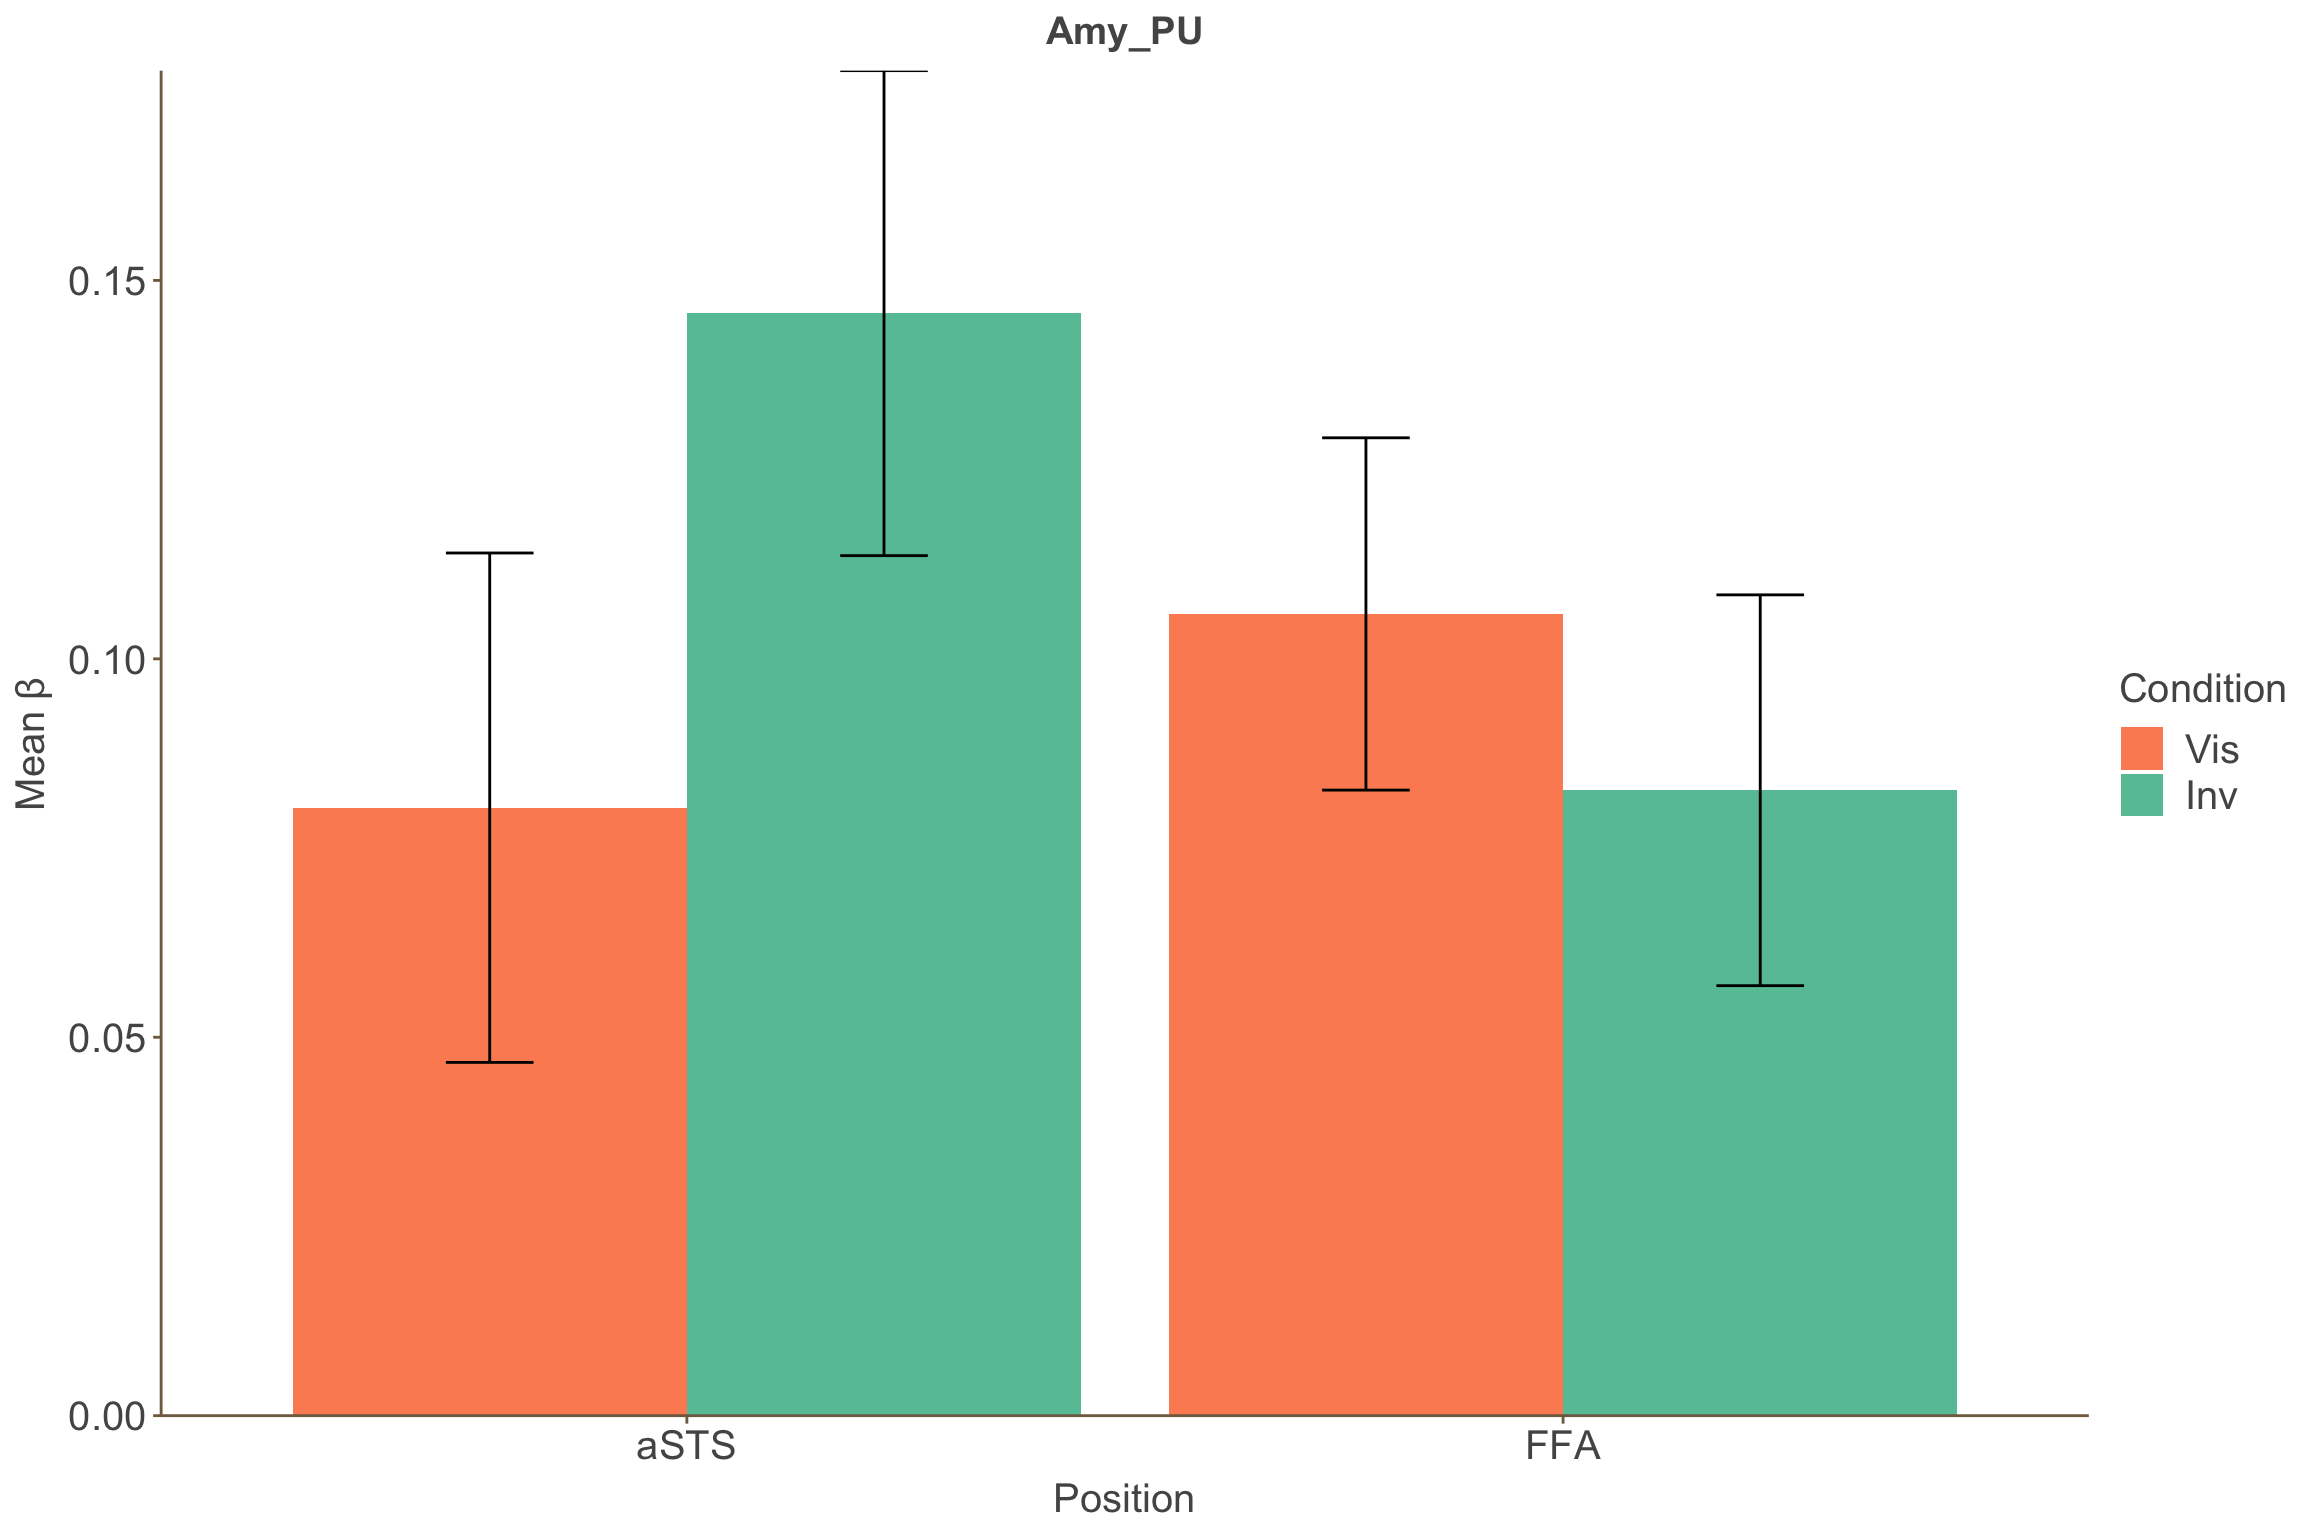 Amy_PU
Mean β
0.15
0.10
0.05
0.00
aSTS
FFA
Position
Condition
Vis
Inv